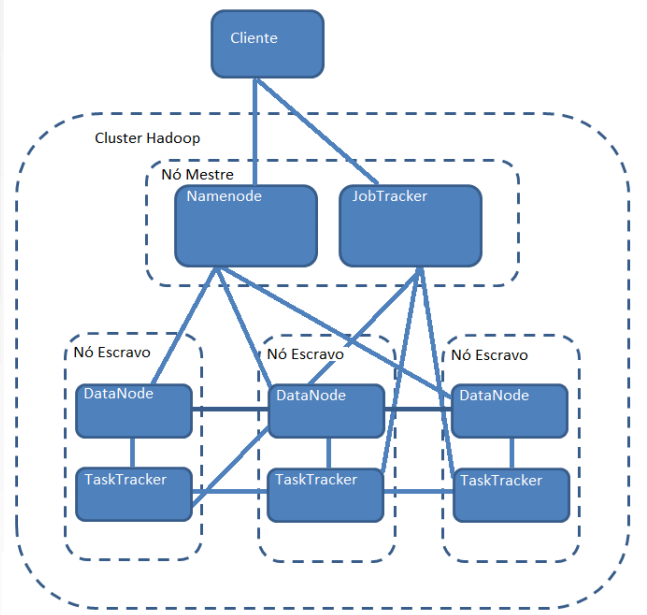 Cliente
Cluster Hadoop
Nó Mestre
Namenode
JobTracker
Nó Escravo
Nó Escravo
Nó Escravo
DataNode
DataNode
DataNode
TaskTracker
TaskTracker
TaskTracker